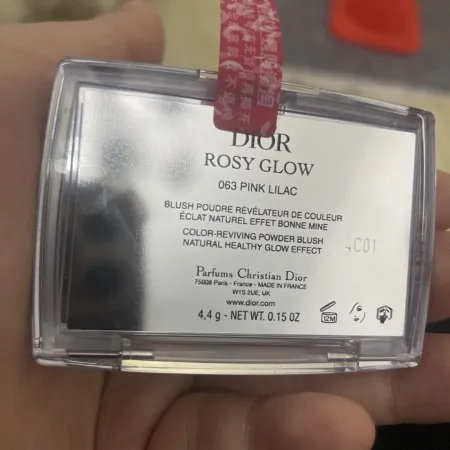 DIOR
ROSY GLOW
063 PINK LILAC
BLUSH POUDRE RÉVÉLATEUR DE COULEUR
ÉCLAT NATUREL EFFET BONNE MINE
COLOR-REVIVING POWDER BLUSH
NATURAL HEALTHY GLOW EFFECT
4C01
Parfums Christian Dior
75008 Paris - France - MADE IN FRANCE
W1S 2UE, UK
www.dior.com
4,4 g - NET WT. 0.15 OZ
12M